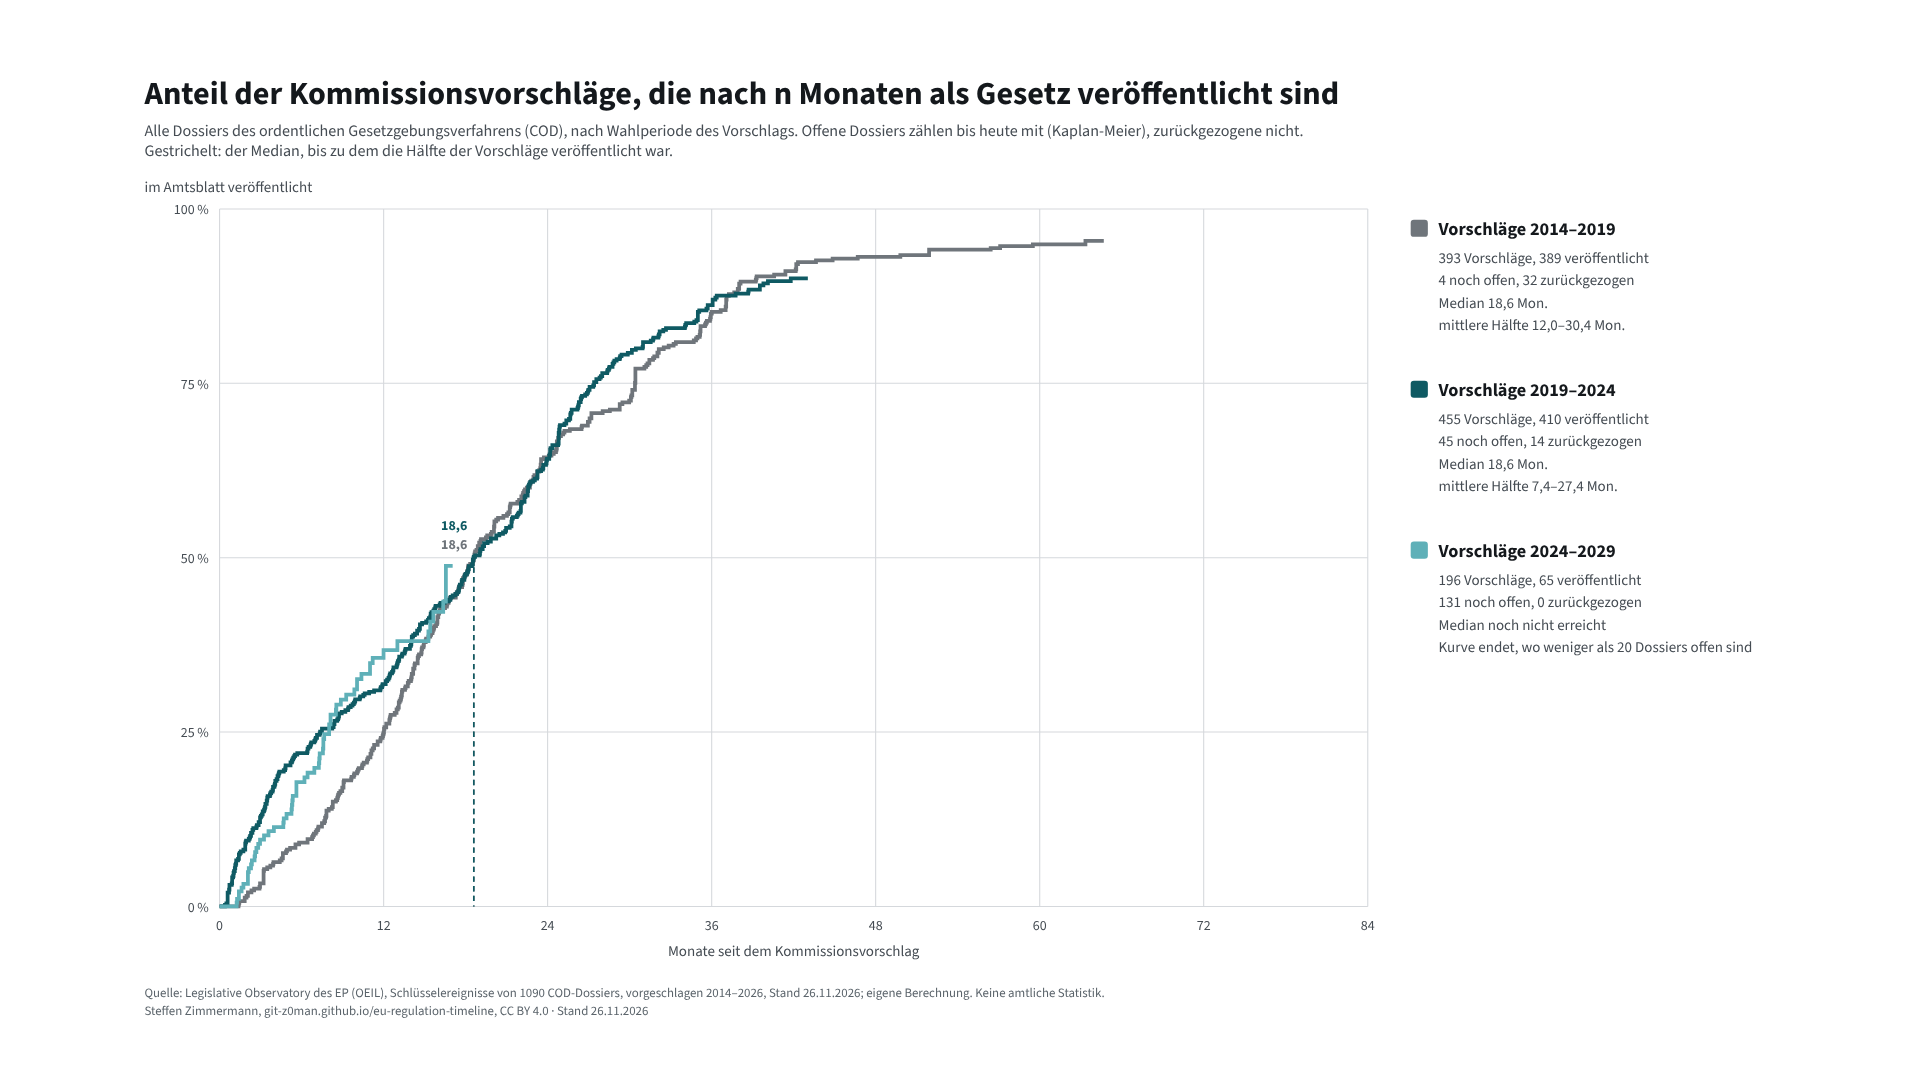 Anteil der Kommissionsvorschläge, die nach n Monaten als Gesetz veröffentlicht sind
Alle Dossiers des ordentlichen Gesetzgebungsverfahrens (COD), nach Wahlperiode des Vorschlags. Offene Dossiers zählen bis heute mit (Kaplan-Meier), zurückgezogene nicht.
Gestrichelt: der Median, bis zu dem die Hälfte der Vorschläge veröffentlicht war.
im Amtsblatt veröffentlicht
100 %
75 %
50 %
25 %
0 %
18,6
18,6
0
12
24
36
48
60
72
84
Monate seit dem Kommissionsvorschlag
Vorschläge 2014–2019
393 Vorschläge, 389 veröffentlicht
4 noch offen, 32 zurückgezogen
Median 18,6 Mon.
mittlere Hälfte 12,0–30,4 Mon.
Vorschläge 2019–2024
455 Vorschläge, 410 veröffentlicht
45 noch offen, 14 zurückgezogen
Median 18,6 Mon.
mittlere Hälfte 7,4–27,4 Mon.
Vorschläge 2024–2029
196 Vorschläge, 65 veröffentlicht
131 noch offen, 0 zurückgezogen
Median noch nicht erreicht
Kurve endet, wo weniger als 20 Dossiers offen sind
Quelle: Legislative Observatory des EP (OEIL), Schlüsselereignisse von 1090 COD-Dossiers, vorgeschlagen 2014–2026, Stand 26.11.2026; eigene Berechnung. Keine amtliche Statistik.
Steffen Zimmermann, git-z0man.github.io/eu-regulation-timeline, CC BY 4.0 · Stand 26.11.2026